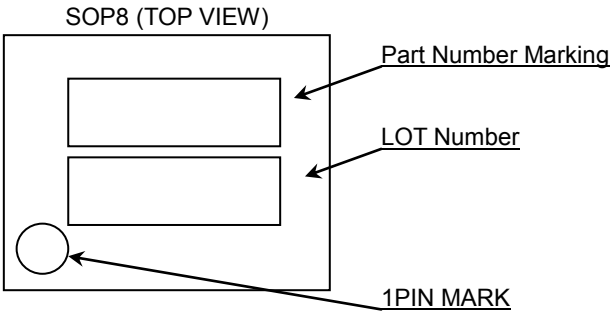 SOP8 (TOP VIEW)
Part Number Marking
LOT Number
1PIN MARK